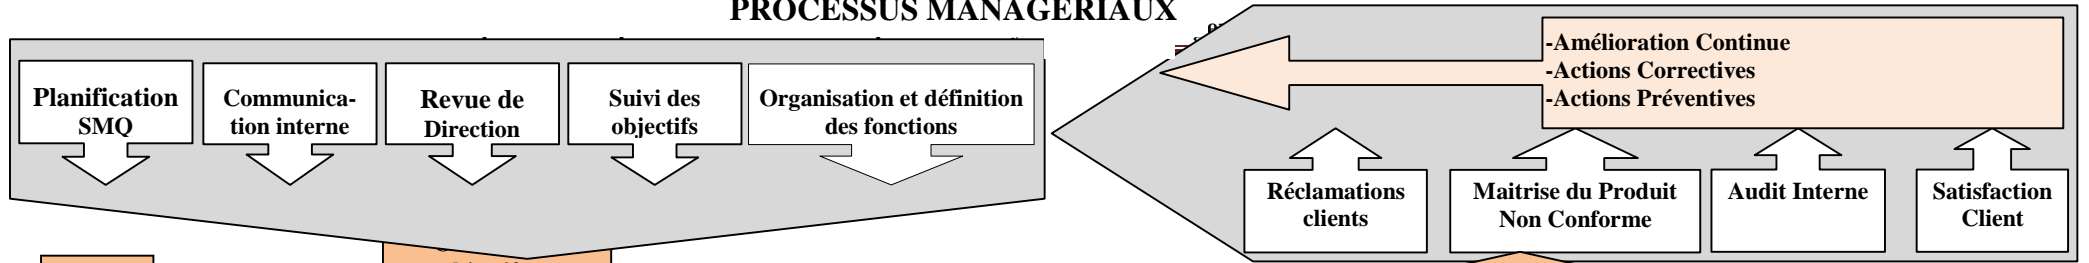 PROCESSUS MANAGERIAUX
Planification
SMQ
Communica-
tion interne
Revue de
Direction
Suivi des
objectifs
Organisation et définition
des fonctions
-Amélioration Continue
-Actions Correctives
-Actions Préventives
Réclamations
clients
Maitrise du Produit
Non Conforme
Audit Interne
Satisfaction
Client